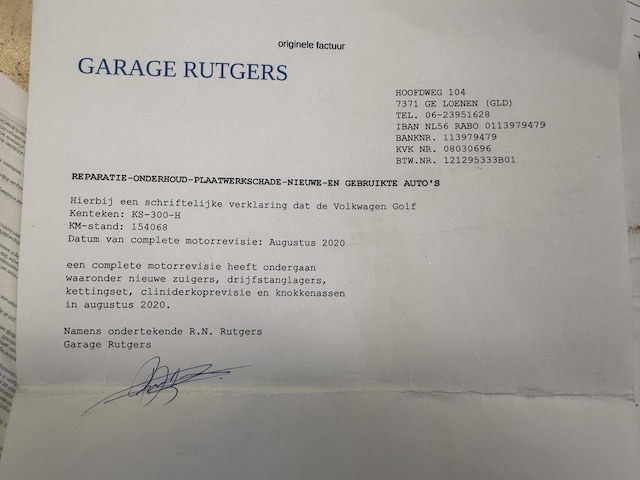 originele factuur
GARAGE RUTGERS
HOOFDWEG 104
7371 GE LOENEN (GLD)
TEL. 06-23951628
IBAN NL56 RABO 0113979479
BANKNR. 113979479
KVK NR. 08030696
BTW.NR. 121295333B01
REPARATIE-ONDERHOUD-PLAATWERKSCHADE-NIEUWE-EN GEBRUIKTE AUTO'S
Hierbij een schriftelijke verklaring dat de Volkwagen Golf
Kenteken: KS-300-H
KM-stand: 154068
Datum van complete motorrevisie: Augustus 2020
een complete motorrevisie heeft ondergaan
waaronder nieuwe zuigers, drijfstanglagers,
kettingset, cliniderkoprevisie en knokkenassen
in augustus 2020.
Namens ondertekende R.N. Rutgers
Garage Rutgers